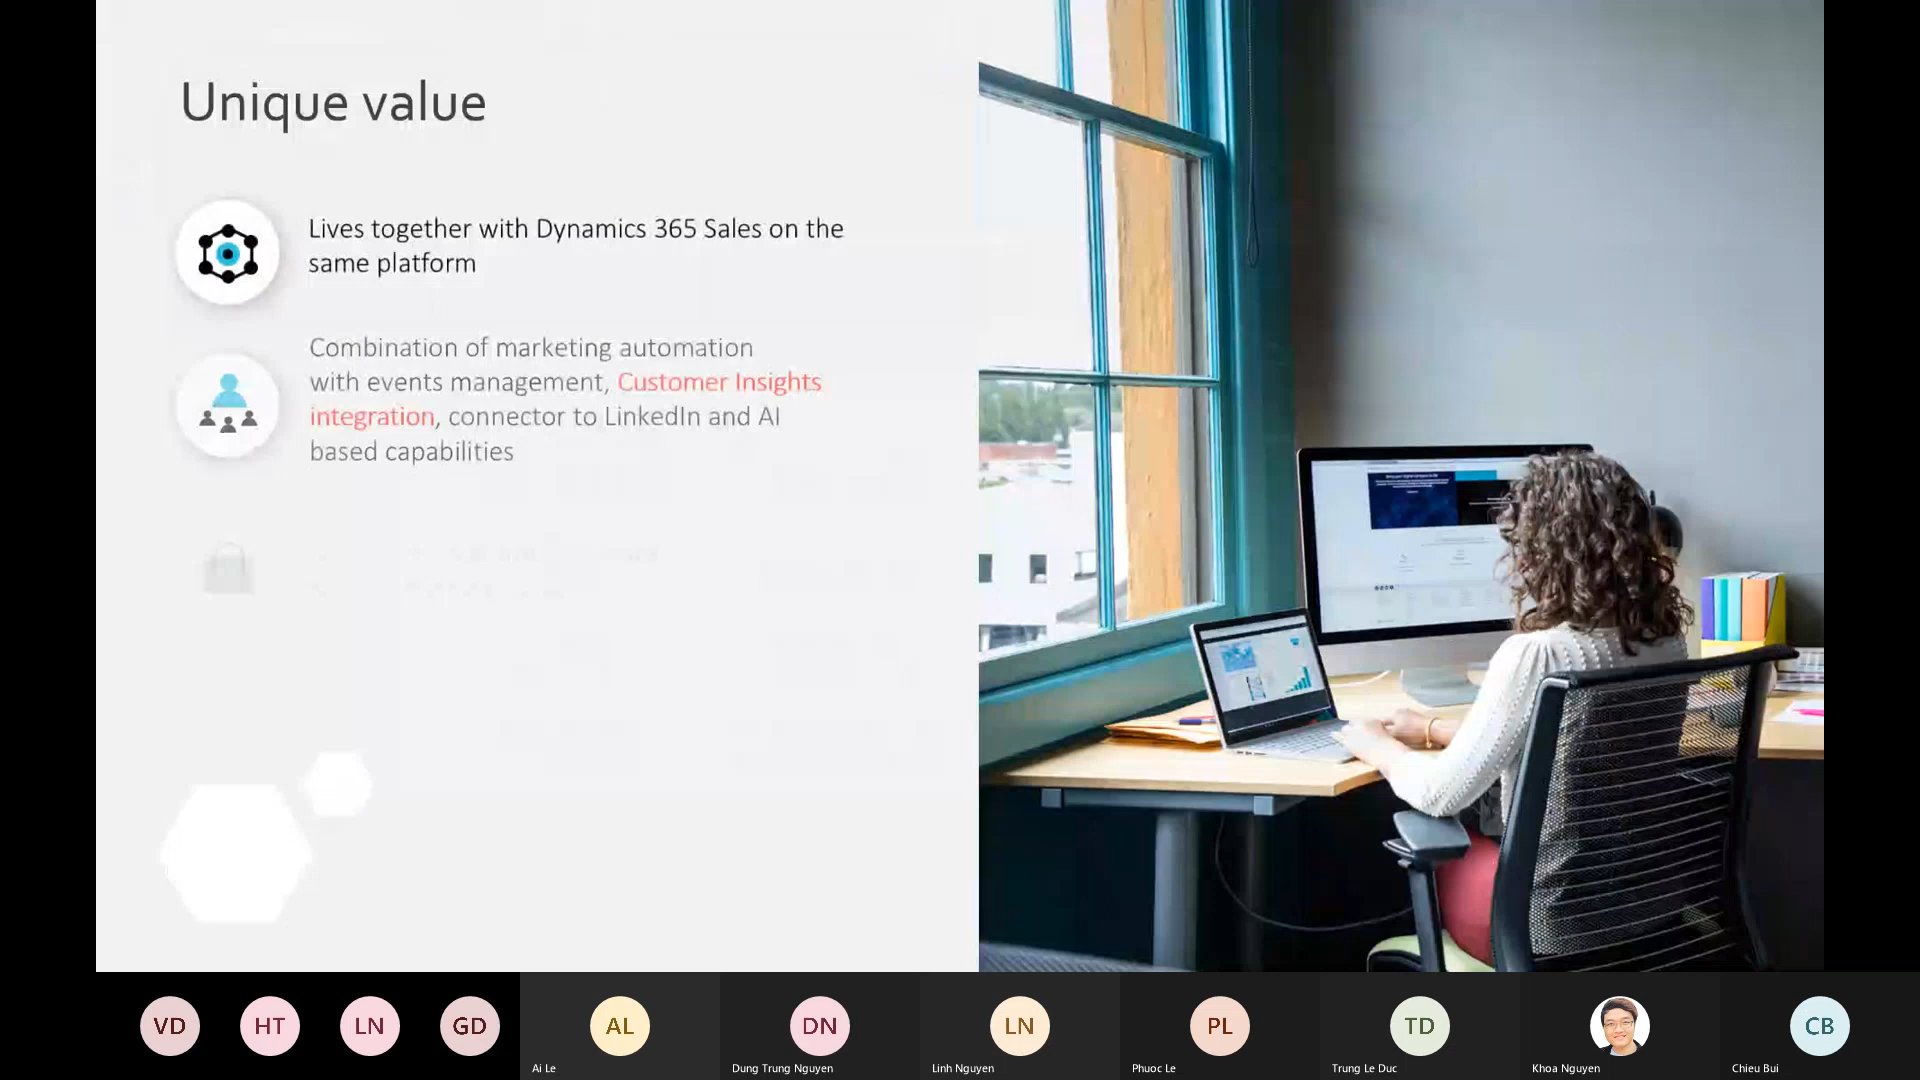 Unique value
Lives together with Dynamics 365 Sales on the
same platform
Combination of marketing automation
with events management, Customer Insights
integration, connector to LinkedIn and AI
based capabilities
VD
HT
LN
GD
AL
DN
LN
PL
TD
CB
Ai Le
Dung Trung Nguyen
Linh Nguyen
Phuoc Le
Trung Le Duc
Khoa Nguyen
Chieu Bui